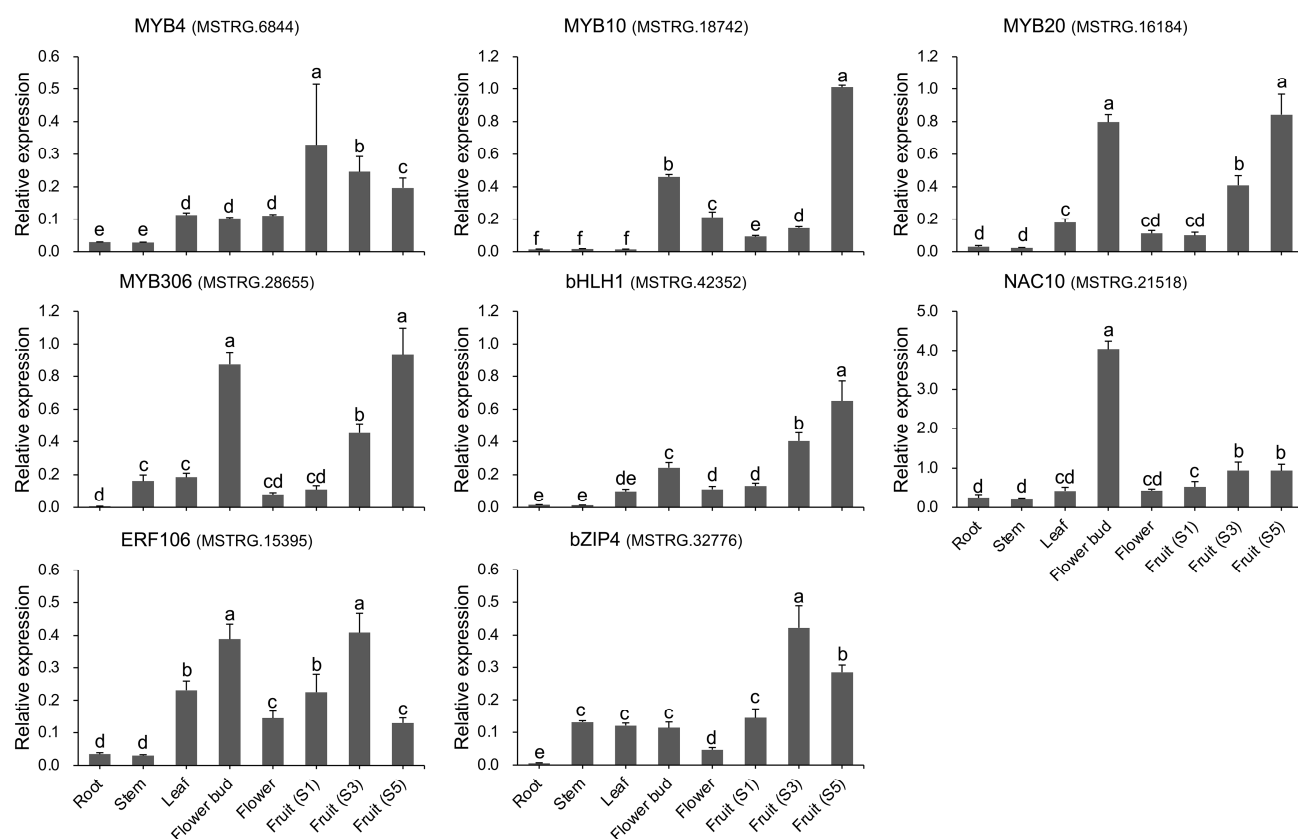 MYB4 (MSTRG.6844)
Relative expression
0.6
0.5
0.4
0.3
0.2
0.1
0.0
e
e
d
d
d
a
b
c
MYB10 (MSTRG.18742)
Relative expression
1.2
1.0
0.8
0.6
0.4
0.2
0.0
f
f
f
b
c
e
d
a
MYB20 (MSTRG.16184)
Relative expression
1.2
1.0
0.8
0.6
0.4
0.2
0.0
d
d
c
a
cd
cd
b
a
MYB306 (MSTRG.28655)
Relative expression
1.2
1.0
0.8
0.6
0.4
0.2
0.0
d
c
c
a
cd
cd
b
a
bHLH1 (MSTRG.42352)
Relative expression
1.2
1.0
0.8
0.6
0.4
0.2
0.0
e
e
de
c
d
d
b
a
NAC10 (MSTRG.21518)
Relative expression
5.0
4.0
3.0
2.0
1.0
0.0
d
d
cd
a
cd
c
b
b
Root
Stem
Leaf
Flower bud
Flower
Fruit (S1)
Fruit (S3)
Fruit (S5)
ERF106 (MSTRG.15395)
Relative expression
0.6
0.5
0.4
0.3
0.2
0.1
0.0
d
d
b
a
c
b
a
c
Root
Stem
Leaf
Flower bud
Flower
Fruit (S1)
Fruit (S3)
Fruit (S5)
bZIP4 (MSTRG.32776)
Relative expression
0.6
0.5
0.4
0.3
0.2
0.1
0.0
e
c
c
c
d
c
a
b
Root
Stem
Leaf
Flower bud
Flower
Fruit (S1)
Fruit (S3)
Fruit (S5)